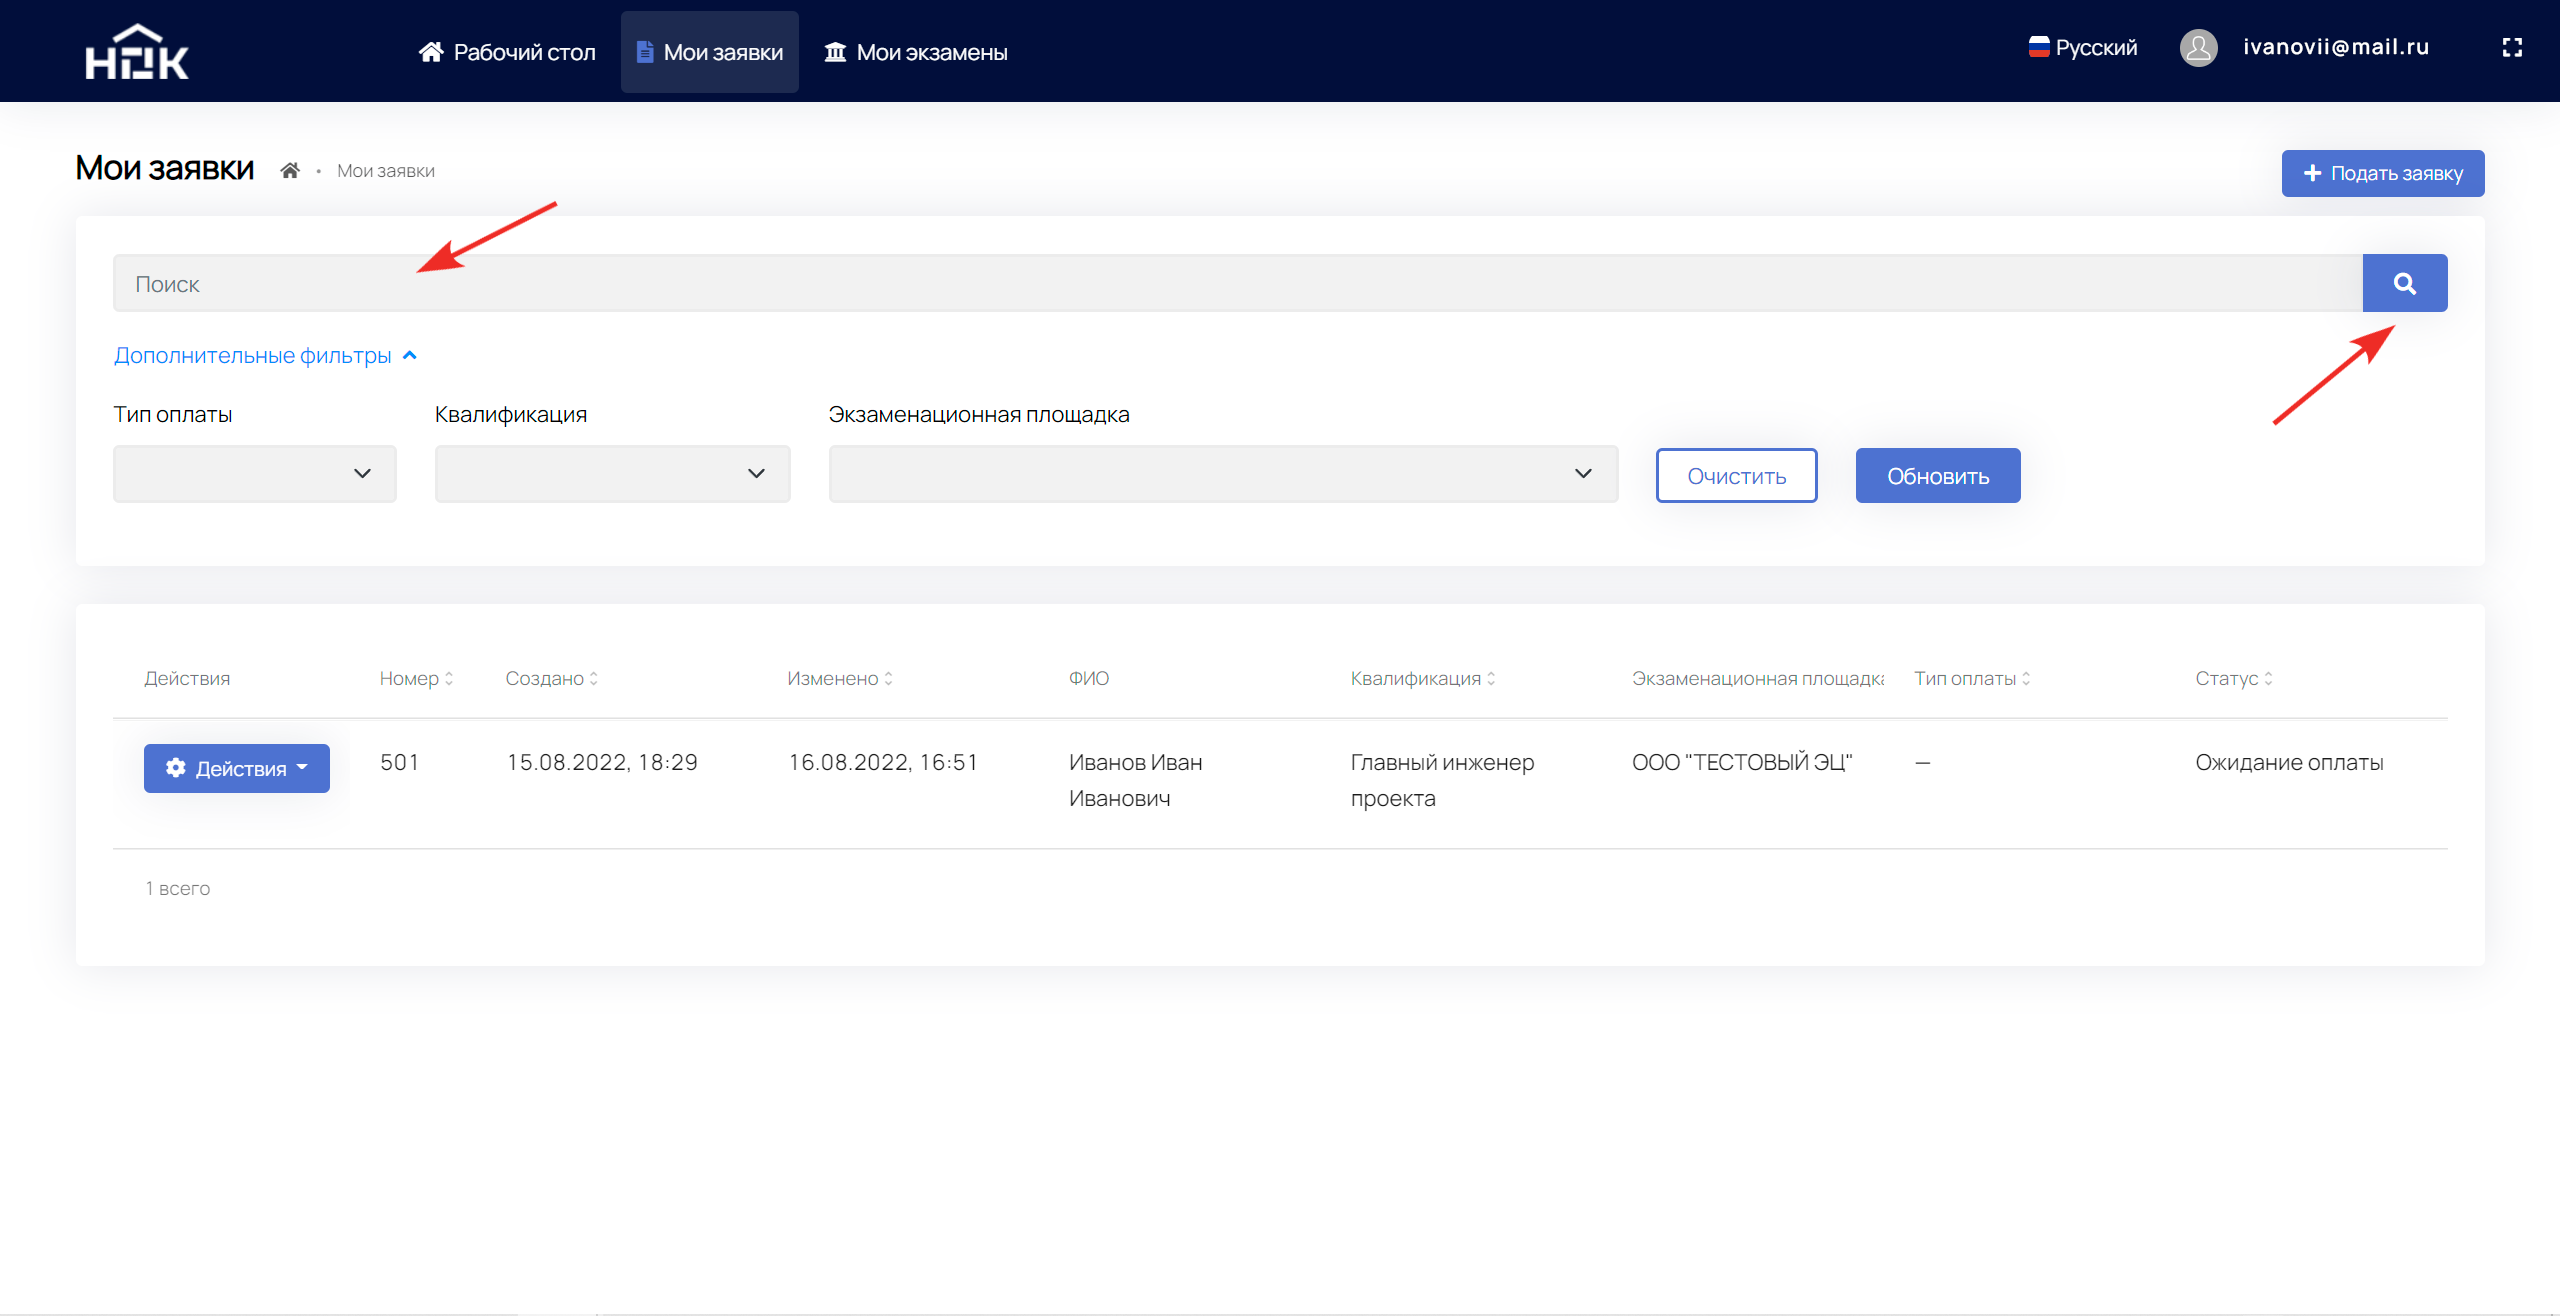 НОК
Рабочий стол
Мои заявки
Мои экзамены
Русский
ivanovii@mail.ru
Мои заявки
• Мои заявки
Подать заявку
Поиск
Дополнительные фильтры
Тип оплаты
Квалификация
Экзаменационная площадка
Очистить
Обновить
Действия
Номер
Создано
Изменено
ФИО
Квалификация
Экзаменационная площадка
Тип оплаты
Статус
Действия
501
15.08.2022, 18:29
16.08.2022, 16:51
Иванов Иван
Иванович
Главный инженер
проекта
ООО "ТЕСТОВЫЙ ЭЦ"
—
Ожидание оплаты
1 всего